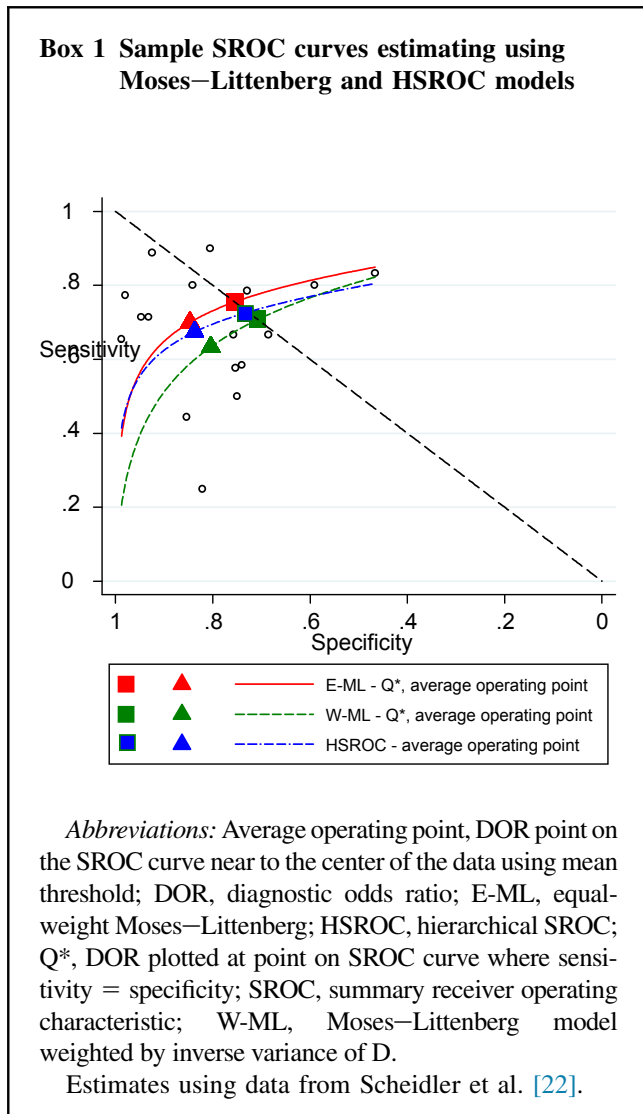 Box 1 Sample SROC curves estimating using
Moses−Littenberg and HSROC models
1
.8
Sensitivity
.6
.4
.2
0
1 .8 .6 .4 .2 0
Specificity
E-ML - Q*, average operating point
W-ML - Q*, average operating point
HSROC - average operating point
Abbreviations: Average operating point, DOR point on
the SROC curve near to the center of the data using mean
threshold; DOR, diagnostic odds ratio; E-ML, equal-
weight Moses−Littenberg; HSROC, hierarchical SROC;
Q*, DOR plotted at point on SROC curve where sensi-
tivity = specificity; SROC, summary receiver operating
characteristic; W-ML, Moses−Littenberg model
weighted by inverse variance of D.
Estimates using data from Scheidler et al. [22].